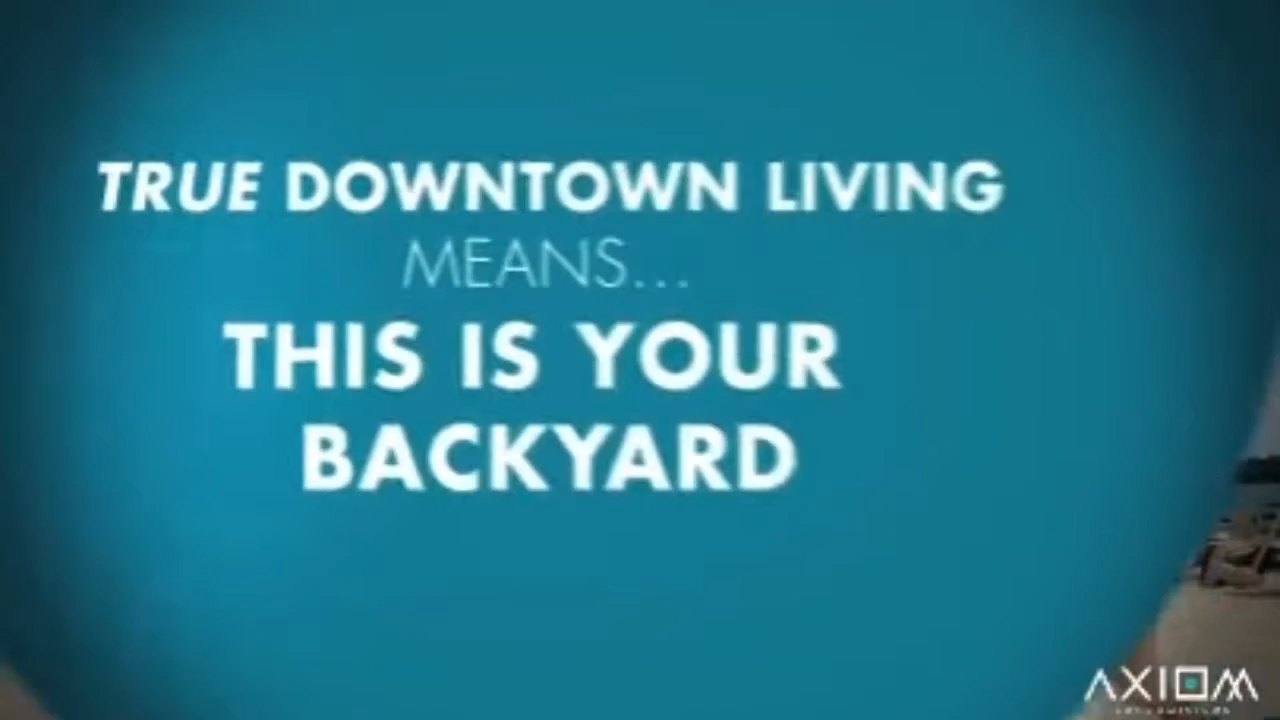 TRUE DOWNTOWN LIVING
MEANS...
THIS IS YOUR
BACKYARD
AXIOM